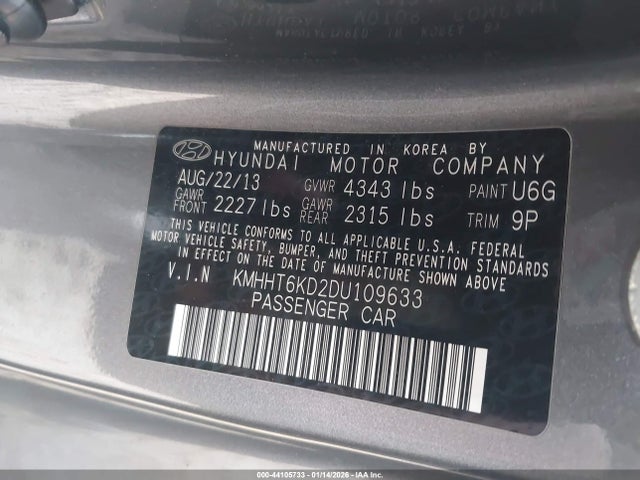 MANUFACTURED IN KOREA BY
HYUNDAI MOTOR COMPANY
AUG/22/13 GVWR 4343 lbs PAINT U6G
GAWR FRONT 2227 lbs GAWR REAR 2315 lbs TRIM 9P
THIS VEHICLE CONFORMS TO ALL APPLICABLE U.S.A. FEDERAL
MOTOR VEHICLE SAFETY, BUMPER, AND THEFT PREVENTION STANDARDS
IN EFFECT ON THE DATE OF MANUFACTURE SHOWN ABOVE.
V.I.N KMHHT6KD2DU109633
PASSENGER CAR
000-44105733 - 01/14/2026 - IAABC